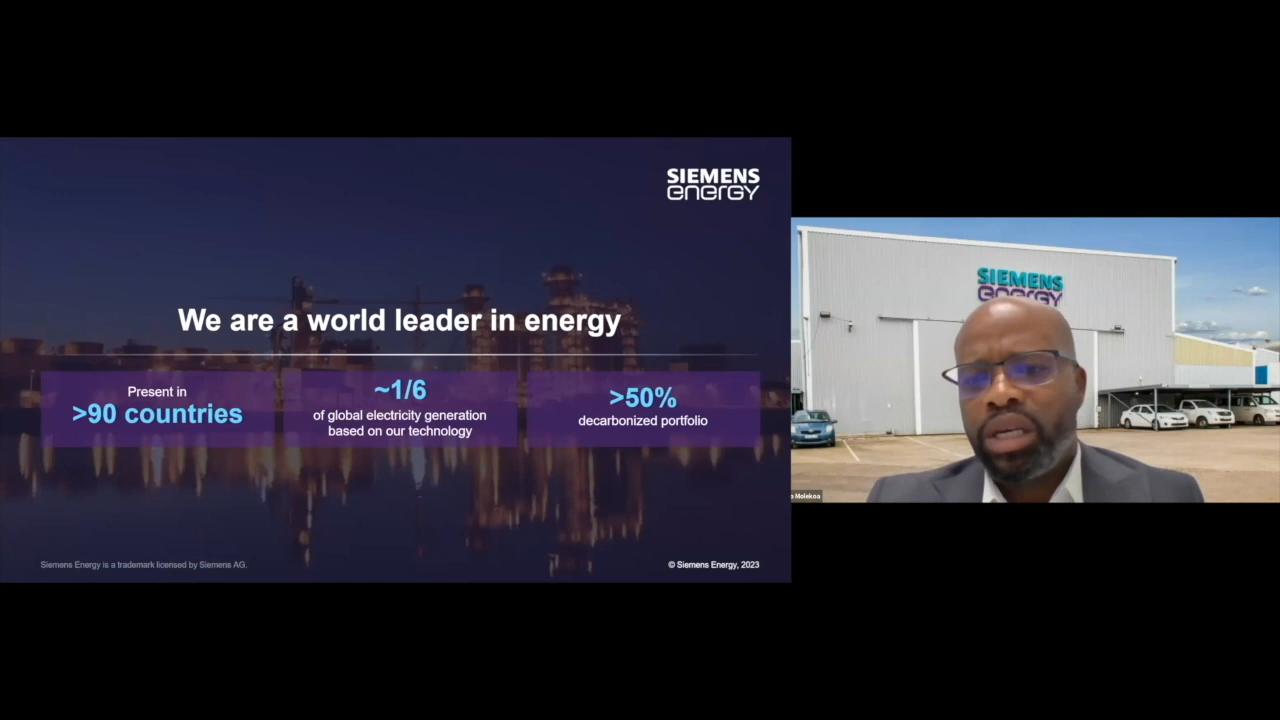 SIEMENS
energy
We are a world leader in energy
Present in
>90 countries
~1/6
of global electricity generation
based on our technology
>50%
decarbonized portfolio
Siemens Energy is a trademark licensed by Siemens AG.
© Siemens Energy, 2023
SIEMENS
energy
Molekoa